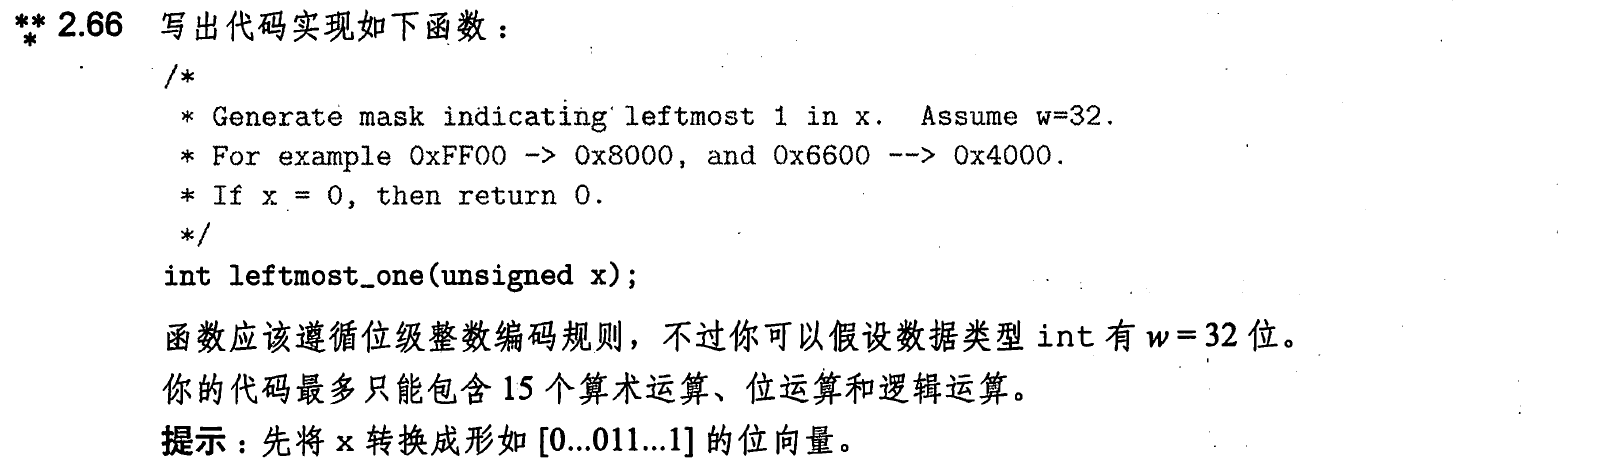 *** 2.66 写出代码实现如下函数：
/*
 * Generate mask indicating leftmost 1 in x.  Assume w=32.
 * For example 0xFF00 -> 0x8000, and 0x6600 --> 0x4000.
 * If x = 0, then return 0.
 */
int leftmost_one(unsigned x);
函数应该遵循位级整数编码规则，不过你可以假设数据类型 int 有 w = 32 位。
你的代码最多只能包含 15 个算术运算、位运算和逻辑运算。
提示：先将 x 转换成形如 [0…011…1] 的位向量。